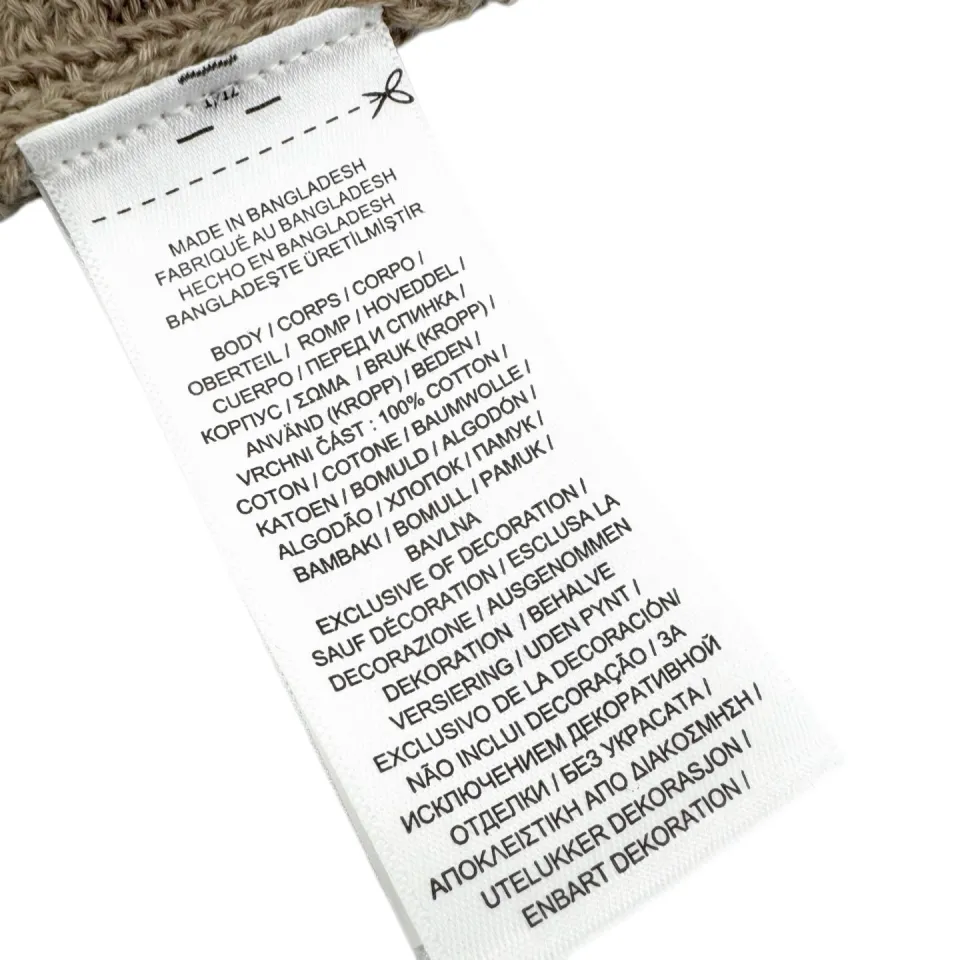 MADE IN BANGLADESH
FABRIQUÉ AU BANGLADESH
HECHO EN BANGLADESH
BANGLADEŞTE ÜRETİLMİŞTİR
BODY / CORPS / CORPO /
OBERTEIL / ROMP / HOVEDDEL /
CUERPO / ПЕРЕД И СПИНКА /
КОРПУС / ΣΩΜΑ / BRUK (KROPP) /
ANVÄND (KROPP) / BEDEN /
VRCHNI ČÁST : 100% COTTON /
COTON / COTONE / BAUMWOLLE /
KATOEN / BOMULD / ALGODÓN /
ALGODÃO / ХЛОПОК / ПАМУК /
BAMBAKI / BOMULL / PAMUK /
BAVLNA
EXCLUSIVE OF DECORATION /
SAUF DÉCORATION / ESCLUSA LA
DECORAZIONE / AUSGENOMMEN
DEKORATION / BEHALVE
VERSIERING / UDEN PYNT /
EXCLUSIVO DE LA DECORACIÓN/
NÃO INCLUI DECORAÇÃO / ЗА
ИСКЛЮЧЕНИЕМ ДЕКОРАТИВНОЙ
ОТДЕЛКИ / БЕЗ УКРАСАТА /
ΑΠΟΚΛΕΙΣΤΙΚΗ ΑΠΟ ΔΙΑΚΟΣΜΗΣΗ /
UTELUKKER DEKORASJON /
ENBART DEKORATION /